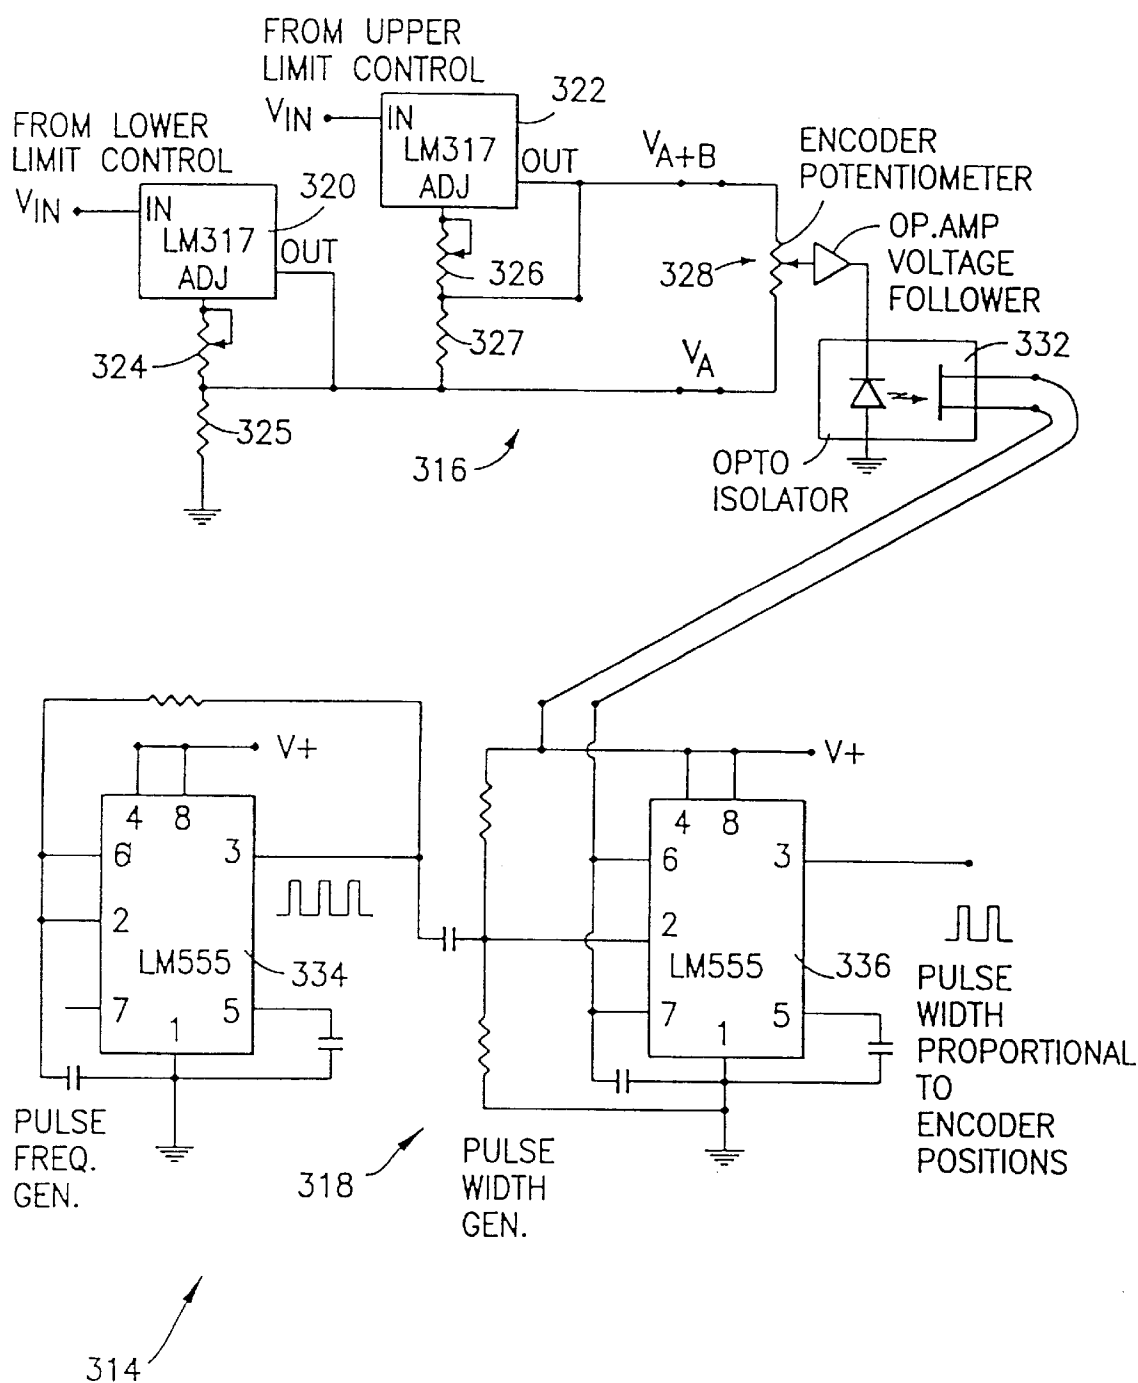 FROM UPPER
LIMIT CONTROL
VIN
IN
LM317
ADJ
OUT
322
FROM LOWER
LIMIT CONTROL
VIN
IN
LM317
ADJ
OUT
320
VA+B
ENCODER
POTENTIOMETER
OP.AMP
VOLTAGE
FOLLOWER
328
326
327
324
325
VA
332
316
OPTO
ISOLATOR
V+
4
8
6
3
2
LM555
334
7
1
5
PULSE
FREQ.
GEN.
V+
4
8
6
3
2
LM555
336
7
1
5
PULSE
WIDTH
PROPORTIONAL
TO
ENCODER
POSITIONS
318
PULSE
WIDTH
GEN.
314